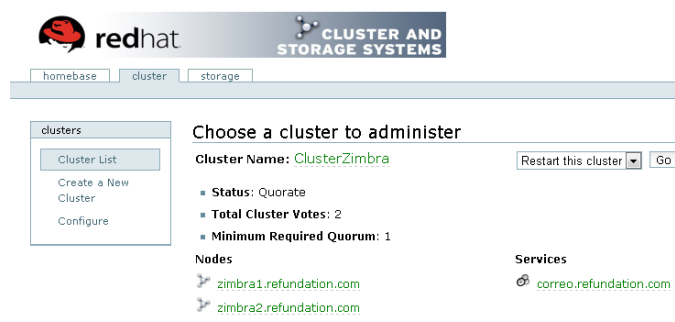 redhat.
CLUSTER AND
STORAGE SYSTEMS
homebase cluster storage
clusters
Cluster List
Create a New
Cluster
Configure
Choose a cluster to administer
Cluster Name: ClusterZimbra
Restart this cluster Go
Status: Quorate
Total Cluster Votes: 2
Minimum Required Quorum: 1
Nodes
zimbra1.refundation.com
zimbra2.refundation.com
Services
correo.refundation.com